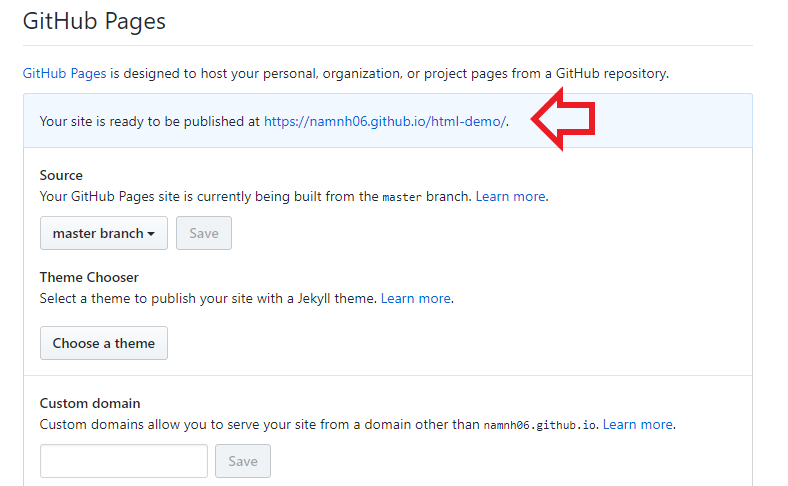 GitHub Pages
GitHub Pages is designed to host your personal, organization, or project pages from a GitHub repository.
Your site is ready to be published at https://namnh06.github.io/html-demo/.
Source
Your GitHub Pages site is currently being built from the master branch. Learn more.
master branch
Save
Theme Chooser
Select a theme to publish your site with a Jekyll theme. Learn more.
Choose a theme
Custom domain
Custom domains allow you to serve your site from a domain other than namnh06.github.io. Learn more.
Save